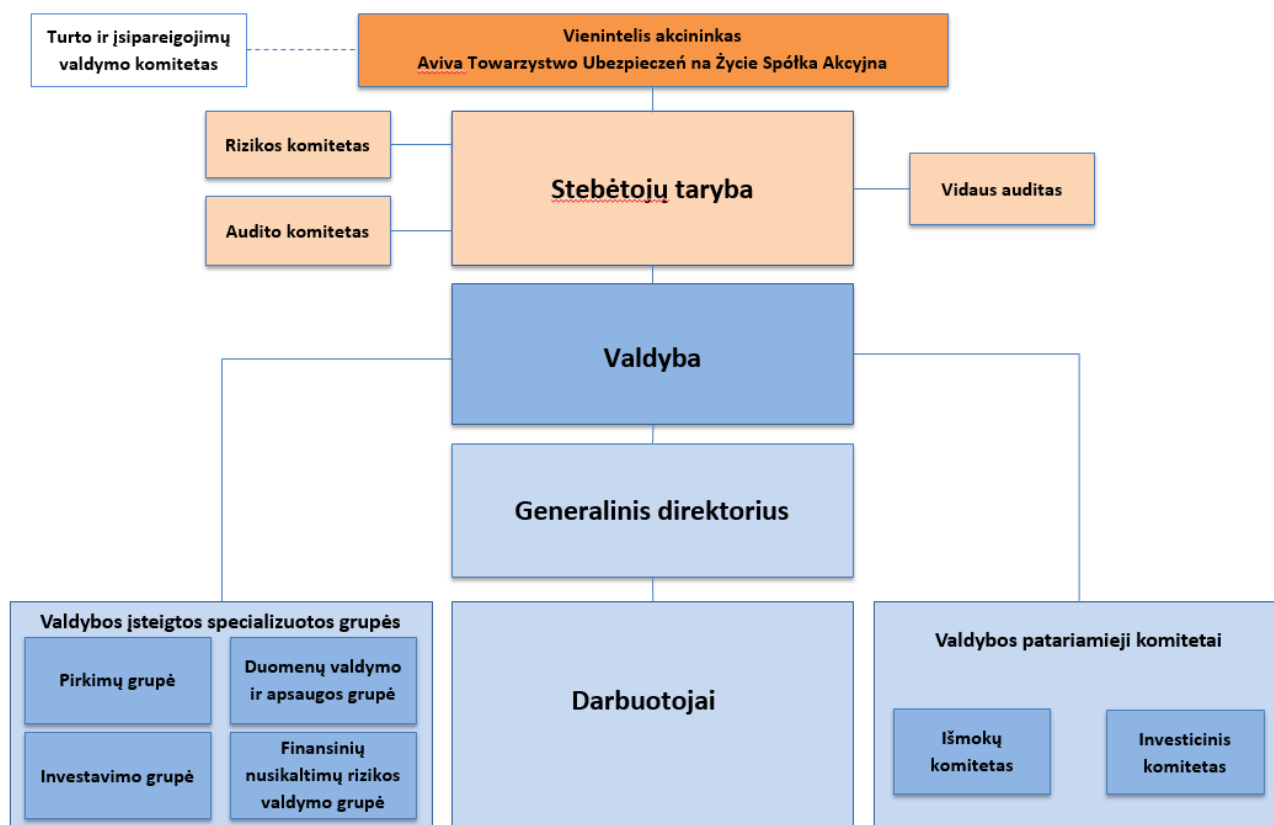 Turto ir įsipareigojimų
valdymo komitetas
Vienintelis akcininkas
Aviva Towarzystwo Ubezpieczeń na Życie Spółka Akcyjna
Rizikos komitetas
Audito komitetas
Stebėtojų taryba
Vidaus auditas
Valdyba
Generalinis direktorius
Valdybos įsteigtos specializuotos grupės
Pirkimų grupė
Duomenų valdymo
ir apsaugos grupė
Investavimo grupė
Finansinių
nusikaltimų rizikos
valdymo grupė
Darbuotojai
Valdybos patariamieji komitetai
Išmokų
komitetas
Investicinis
komitetas